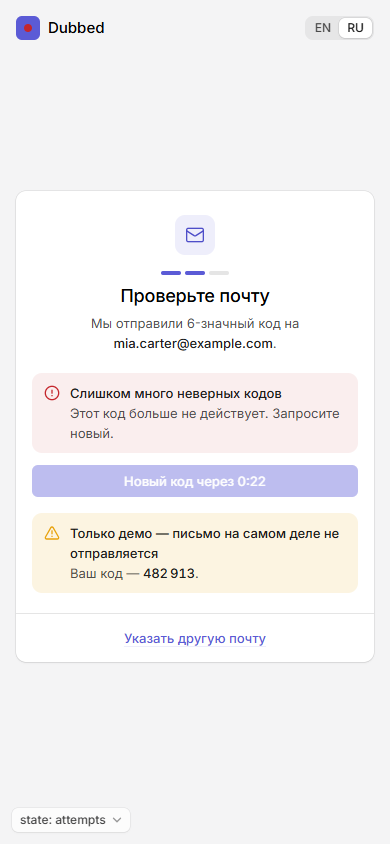 Dubbed
EN RU
Проверьте почту
Мы отправили 6-значный код на
mia.carter@example.com.
Слишком много неверных кодов
Этот код больше не действует. Запросите
новый.
Новый код через 0:22
Только демо — письмо на самом деле не
отправляется
Ваш код — 482 913.
Указать другую почту
state: attempts